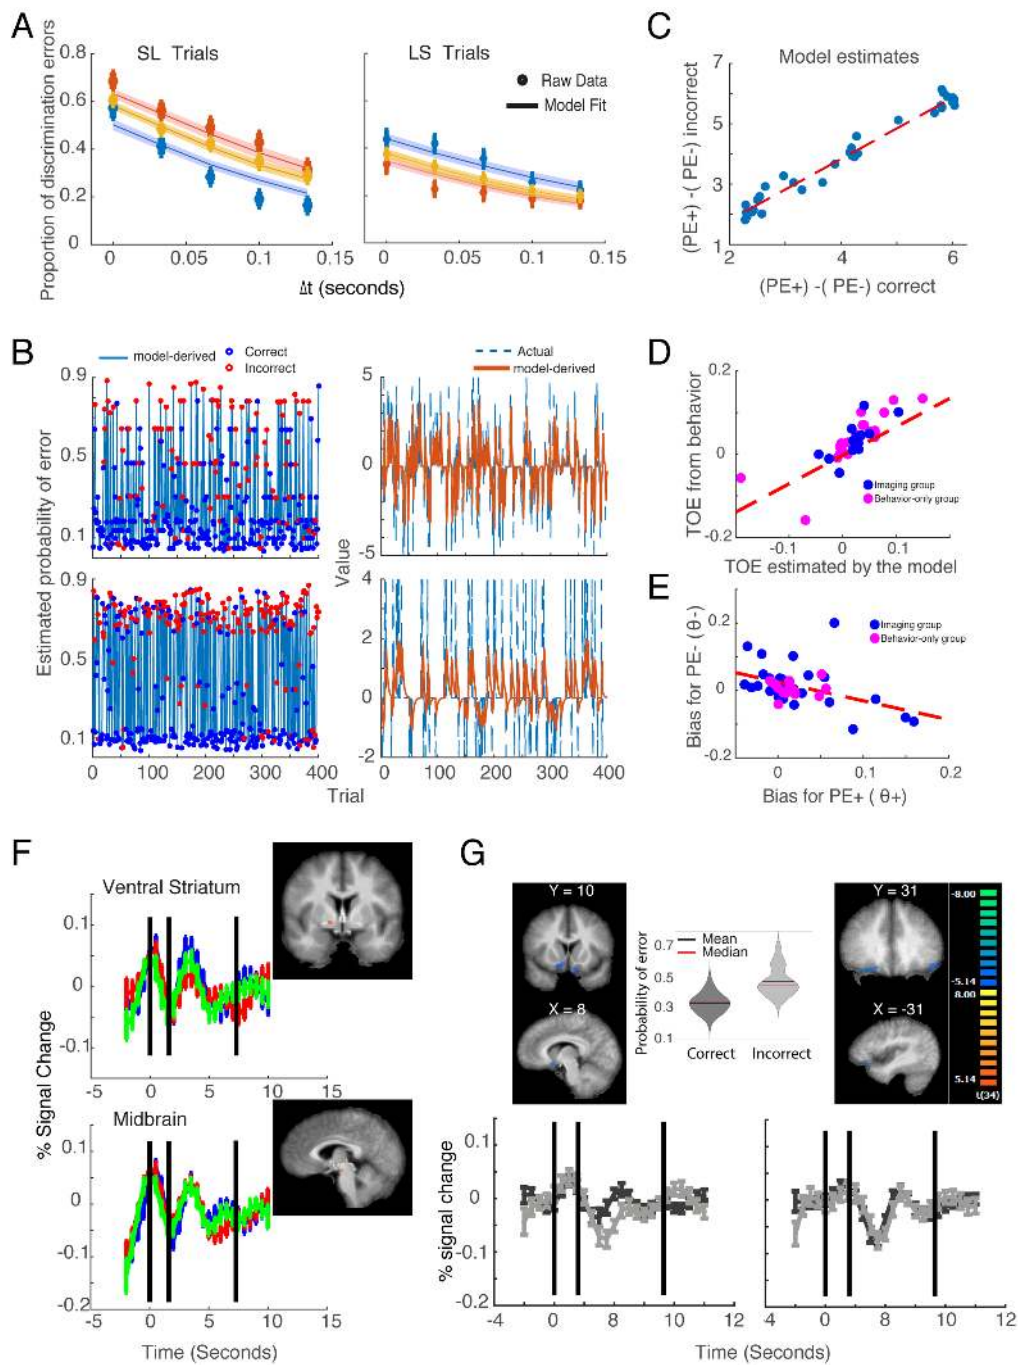 A
SL Trials
LS Trials
Raw Data
Model Fit
Proportion of discrimination errors
0.8
0.6
0.4
0.2
0
0
0.05
0.1
0.15
0
0.05
0.1
0.15
Δt (seconds)
C
Model estimates
(PE+) -( PE-) incorrect
7
5
3
1
2
4
6
(PE+) -( PE-) correct
B
model-derived
Correct
Incorrect
Actual
model-derived
Estimated probability of error
0.9
0.5
0.1
0.9
0.5
0.1
0
100
200
300
400
Value
5
0
-5
4
2
0
-2
0
100
200
300
400
Trial
D
TOE from behavior
0.2
0
-0.2
Imaging group
Behavior-only group
-0.1
0
0.1
TOE estimated by the model
E
Bias for PE- ( θ-)
0.2
0
-0.2
Imaging group
Behavior-only group
0
0.1
0.2
Bias for PE+ ( θ+)
F
Ventral Striatum
0.1
0
-0.1
-5
0
5
10
15
% Signal Change
Midbrain
0.1
0
-0.1
-0.2
-5
0
5
10
15
Time (Seconds)
G
Y = 10
X = 8
Probability of error
0.7
0.5
0.3
0.1
Mean
Median
Correct
Incorrect
Y = 31
X = -31
-8.00
-5.14
8.00
5.14
t(34)
% signal change
0.1
0
-0.1
-0.2
-4
0
4
8
12
-4
0
8
8
12
Time (Seconds)